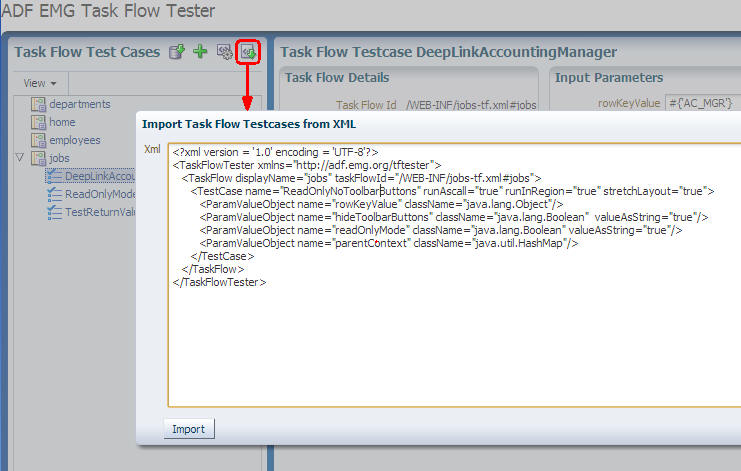 ADF EMG Task Flow Tester
Task Flow Test Cases
Task Flow Testcase DeepLinkAccountingManager
View
Task Flow Details
Input Parameters
departments
Task Flow Id /WEB-INF/jobs-tf.xml#jobs
rowKeyValue #{'AC_MGR'}
home
employees
jobs
DeepLinkAccou
ReadOnlyMode
TestReturnValu
Import Task Flow Testcases from XML
Xml
<?xml version = '1.0' encoding = 'UTF-8'?>
<TaskFlowTester xmlns="http://adf.emg.org/tftester">
<TaskFlow displayName="jobs" taskFlowId="/WEB-INF/jobs-tf.xml#jobs">
<TestCase name="ReadOnlyNoToolbarButtons" runAscall="true" runInRegion="true" stretchLayout="true">
<ParamValueObject name="rowKeyValue" className="java.lang.Object"/>
<ParamValueObject name="hideToolbarButtons" className="java.lang.Boolean" valueAsString="true"/>
<ParamValueObject name="readOnlyMode" className="java.lang.Boolean" valueAsString="true"/>
<ParamValueObject name="parentContext" className="java.util.HashMap"/>
</TestCase>
</TaskFlow>
</TaskFlowTester>
Import